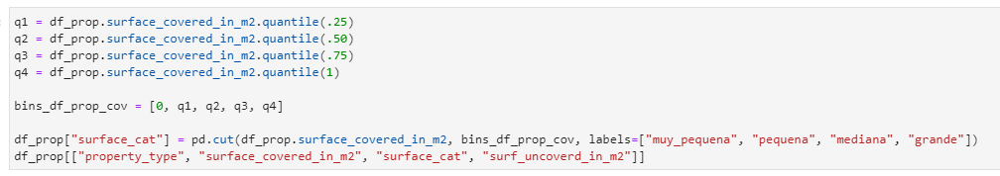 q1 = df_prop.surface_covered_in_m2.quantile(.25)
q2 = df_prop.surface_covered_in_m2.quantile(.50)
q3 = df_prop.surface_covered_in_m2.quantile(.75)
q4 = df_prop.surface_covered_in_m2.quantile(1)
bins_df_prop_cov = [0, q1, q2, q3, q4]
df_prop["surface_cat"] = pd.cut(df_prop.surface_covered_in_m2, bins_df_prop_cov, labels=["muy_pequena", "pequena", "mediana", "grande"])
df_prop[["property_type", "surface_covered_in_m2", "surface_cat", "surf_uncoverd_in_m2"]]